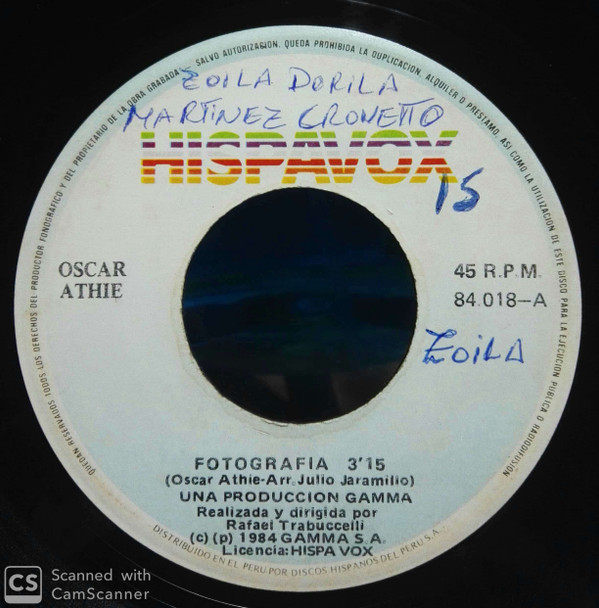 QUEDAN RESERVADOS TODOS LOS DERECHOS DEL PRODUCTOR FONOGRAFICO Y DEL PROPIETARIO DE LA OBRA GRABADA. SALVO AUTORIZACION, QUEDA PROHIBIDA LA DUPLICACION, ALQUILER O PRESTAMO, ASI COMO LA UTILIZACION DE ESTE DISCO PARA LA EJECUCION PUBLICA O RADIODIFUSION
ZOILA DORILA
MARTINEZ CRONETTO
HISPAVOX
15
OSCAR
ATHIE
45 R.P.M.
84.018-A
Zoila
FOTOGRAFIA 3'15
(Oscar Athie-Arr. Julio Jaramillo)
UNA PRODUCCION GAMMA
Realizada y dirigida por
Rafael Trabuccelli
(c) (p) 1984 GAMMA S.A.
Licencia: HISPA VOX
DISTRIBUIDO EN EL PERU POR DISCOS HISPANOS DEL PERU S.A.
CS
Scanned with
CamScanner